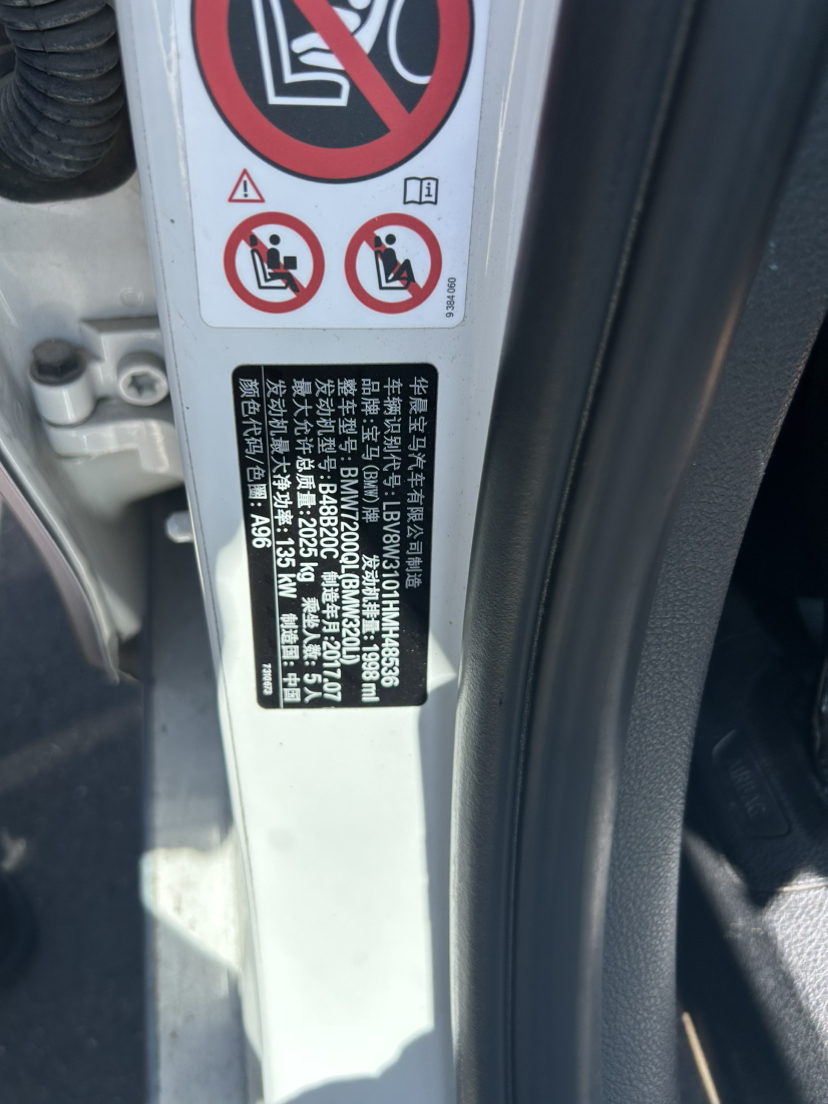 9 384 060
华晨宝马汽车有限公司制造
车辆识别代号: LBV8W3101HMH48536
品牌: 宝马(BMW)牌 发动机排量: 1998 ml
整车型号: BMW7200QL(BMW320Li)
发动机型号: B48B20C 制造年月: 2017.07
最大允许总质量: 2025 kg 乘坐人数: 5 人
发动机最大净功率: 135 kW 制造国: 中国
颜色代码/色圈: A96